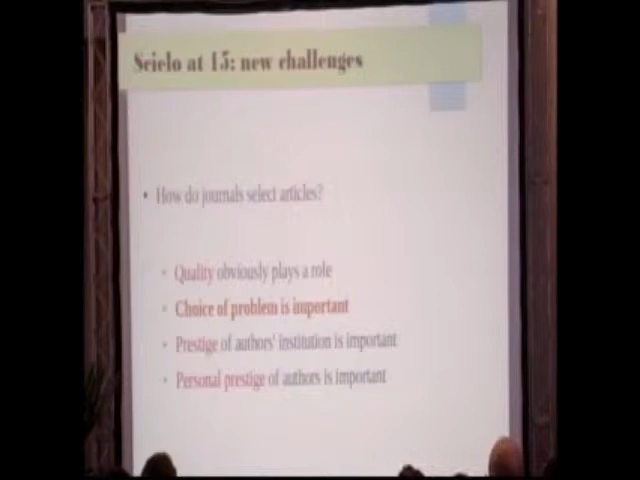 Scielo at 15: new challenges
• How do journals select articles?
• Quality obviously plays a role
• Choice of problem is important
• Prestige of authors' institution is important
• Personal prestige of authors is important